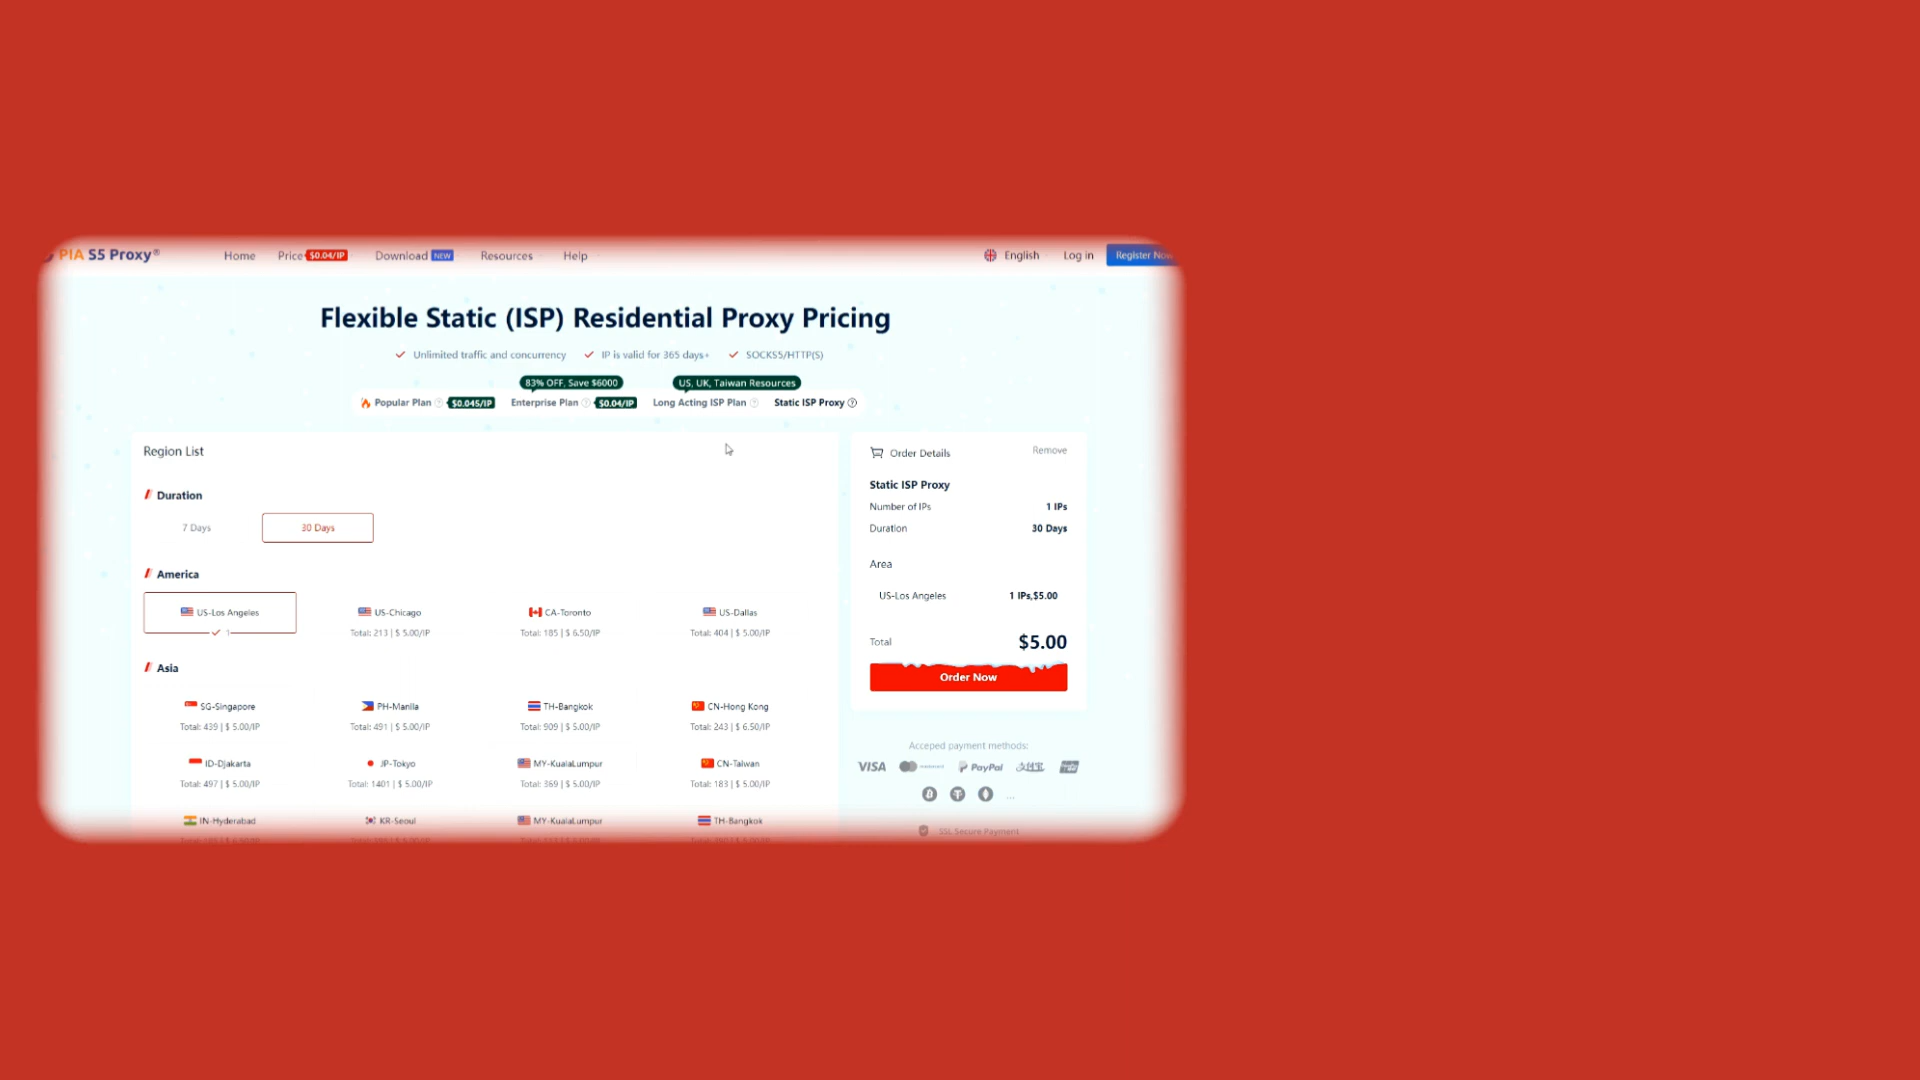 PIA S5 Proxy®
Home Price $0.04/IP Download NEW Resources Help English Log in Register Now
Flexible Static (ISP) Residential Proxy Pricing
Unlimited traffic and concurrency IP is valid for 365 days+ SOCKS5/HTTP(S)
83% OFF, Save $6000 US, UK, Taiwan Resources
Popular Plan $0.045/IP Enterprise Plan $0.04/IP Long Acting ISP Plan Static ISP Proxy
Region List
Duration
7 Days 30 Days
America
US-Los Angeles US-Chicago CA-Toronto US-Dallas
1 Total: 213 | $ 5.00/IP Total: 185 | $ 6.50/IP Total: 404 | $ 5.00/IP
Asia
SG-Singapore PH-Manila TH-Bangkok CN-Hong Kong
Total: 439 | $ 5.00/IP Total: 491 | $ 5.00/IP Total: 909 | $ 5.00/IP Total: 243 | $ 6.50/IP
ID-Djakarta JP-Tokyo MY-KualaLumpur CN-Taiwan
Total: 497 | $ 5.00/IP Total: 1401 | $ 5.00/IP Total: 369 | $ 5.00/IP Total: 183 | $ 5.00/IP
IN-Hyderabad KR-Seoul MY-KualaLumpur TH-Bangkok
Order Details Remove
Static ISP Proxy
Number of IPs 1 IPs
Duration 30 Days
Area
US-Los Angeles 1 IPs,$5.00
Total $5.00
Order Now
Acceped payment methods:
VISA PayPal
...
SSL Secure Payment